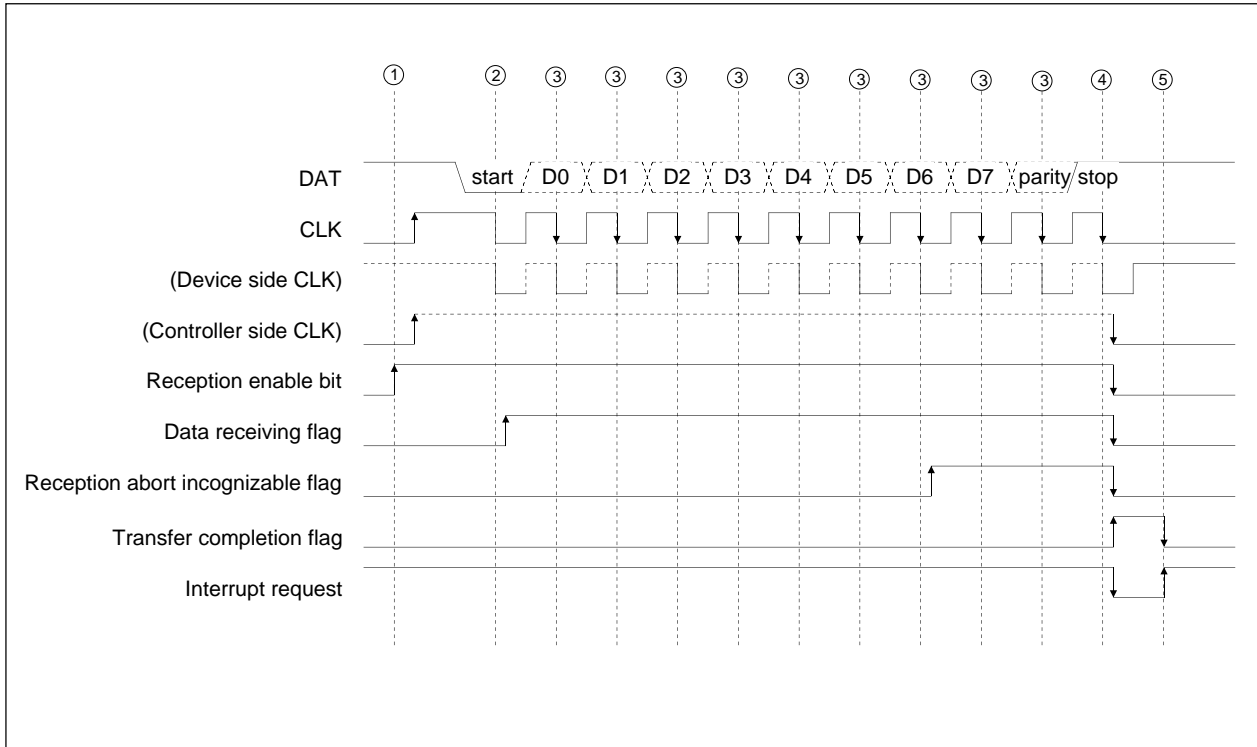 ① ② ③ ③ ③ ③ ③ ③ ③ ③ ③ ④ ⑤
DAT start D0 D1 D2 D3 D4 D5 D6 D7 parity stop
CLK
(Device side CLK)
(Controller side CLK)
Reception enable bit
Data receiving flag
Reception abort incognizable flag
Transfer completion flag
Interrupt request